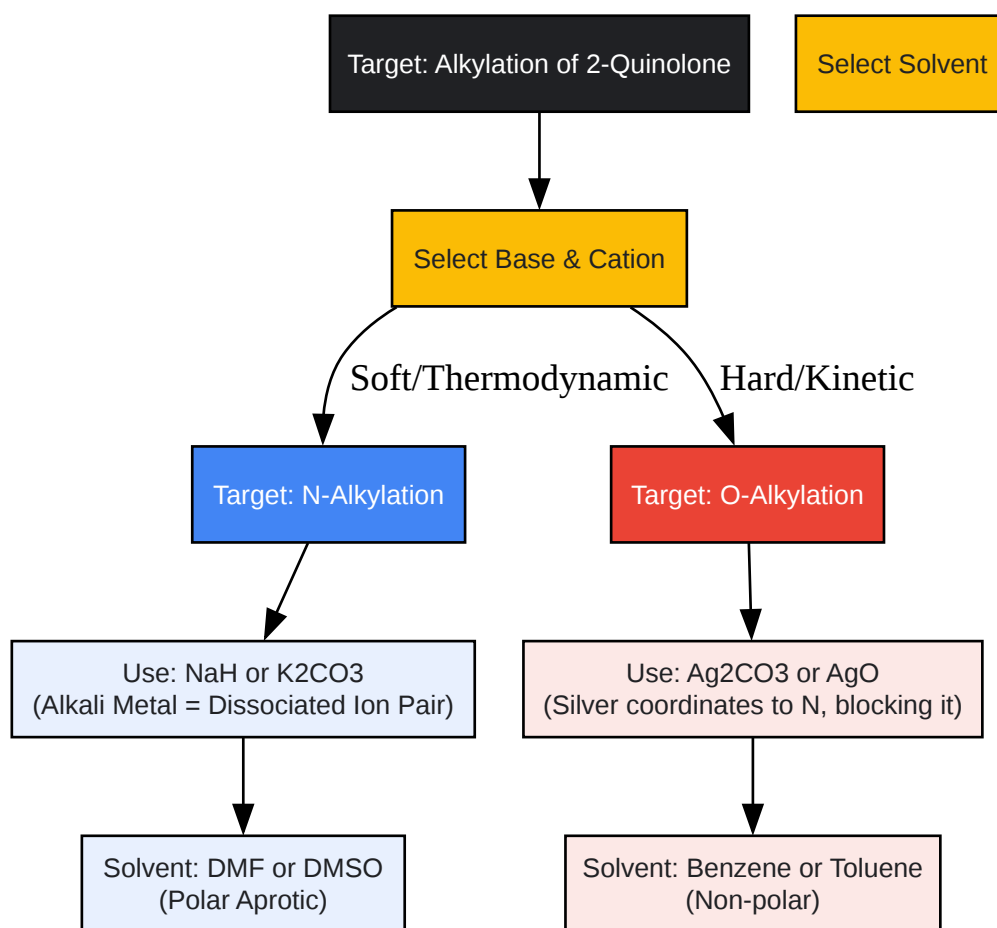 Target: Alkylation of 2-Quinolone
Select Solvent
Select Base & Cation
Soft/Thermodynamic
Hard/Kinetic
Target: N-Alkylation
Target: O-Alkylation
Use: NaH or K2CO3
(Alkali Metal = Dissociated Ion Pair)
Use: Ag2CO3 or AgO
(Silver coordinates to N, blocking it)
Solvent: DMF or DMSO
(Polar Aprotic)
Solvent: Benzene or Toluene
(Non-polar)